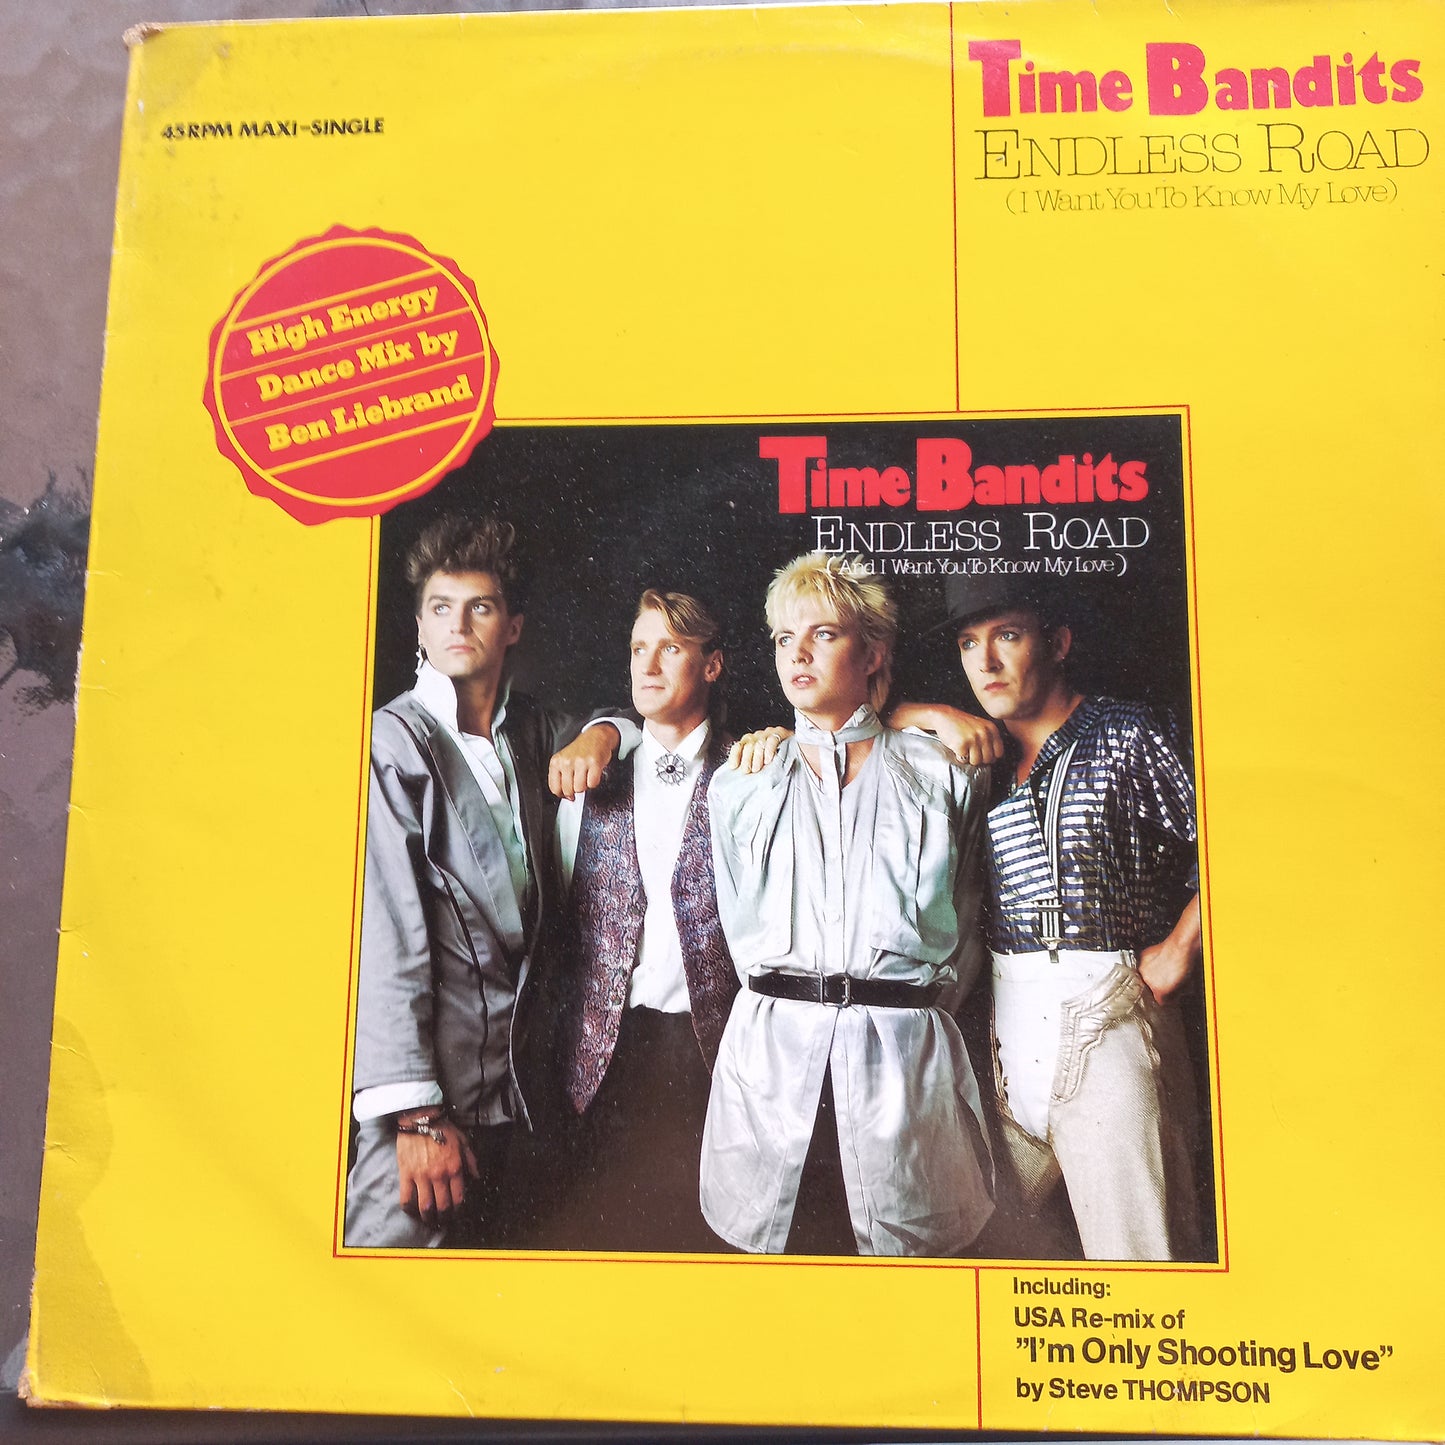 Time Bandits
ENDLESS ROAD
(I Want You To Know My Love)
45 RPM MAXI-SINGLE
High Energy
Dance Mix by
Ben Liebrand
Time Bandits
ENDLESS ROAD
(And I Want You To Know My Love)
Including:
USA Re-mix of
"I'm Only Shooting Love"
by Steve THOMPSON